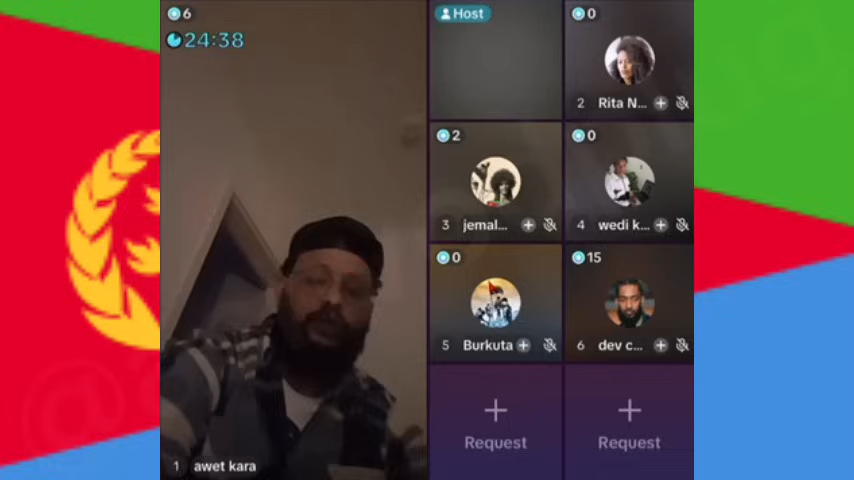 6
24:38
Host
0
2 Rita N...
2
0
3 jemal...
4 wedi k...
0
15
5 Burkuta
6 dev c...
Request
Request
1 awet kara